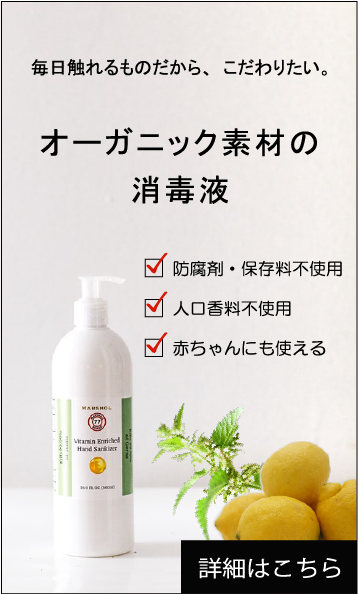 毎日触れるものだから、こだわりたい。
オーガニック素材の
消毒液
防腐剤・保存料不使用
人口香料不使用
赤ちゃんにも使える
77
Vitamin Enriched
Hand Sanitizer
詳細はこちら